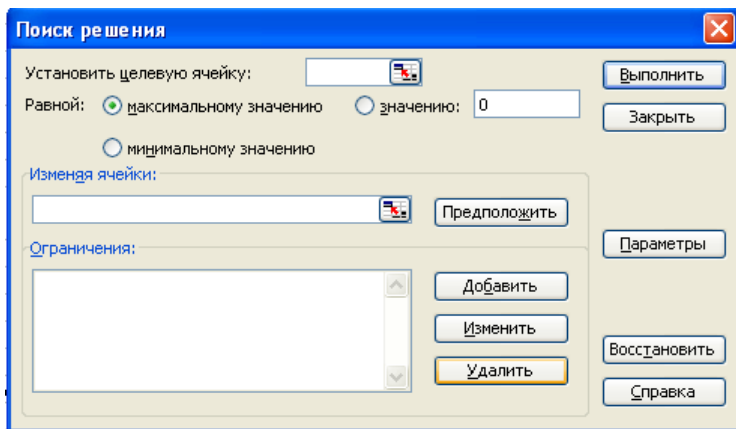 Поиск решения
Установить целевую ячейку:
Выполнить
Равной: максимальному значению значению: 0
Закрыть
минимальному значению
Изменяя ячейки:
Предположить
Параметры
Ограничения:
Добавить
Изменить
Восстановить
Удалить
Справка